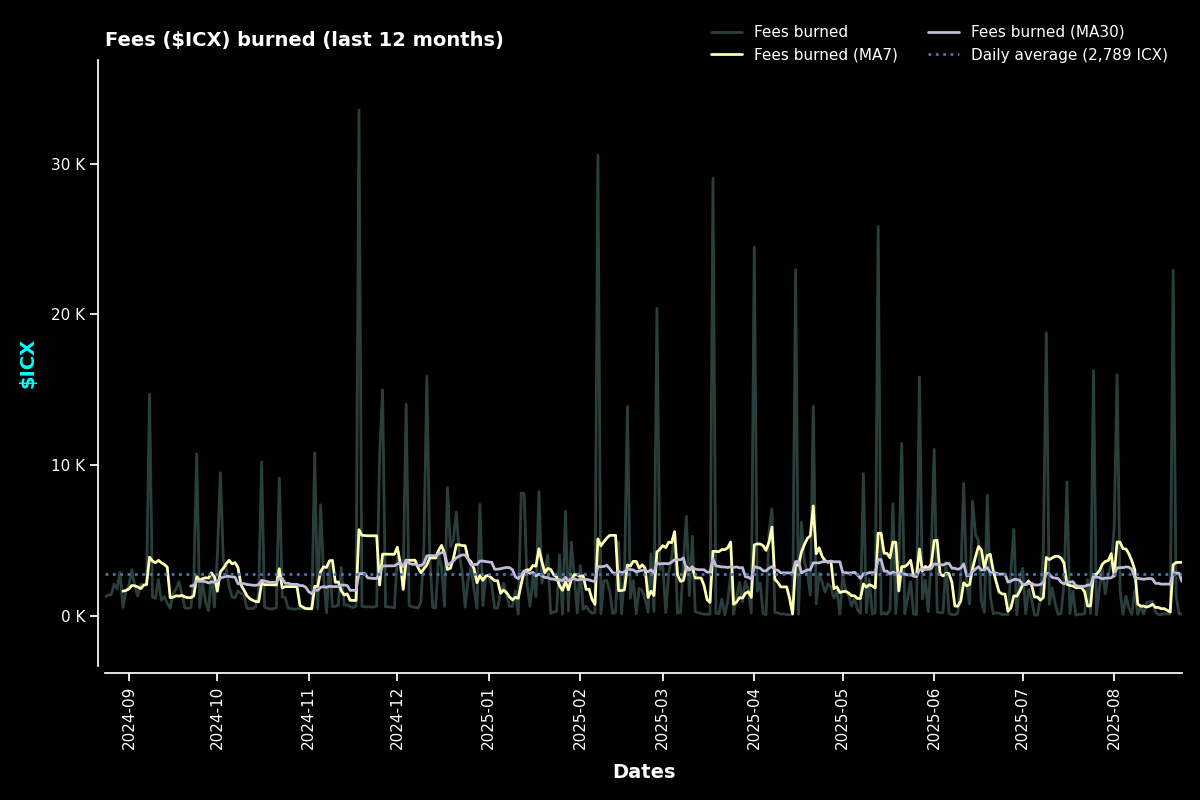 Fees ($ICX) burned (last 12 months)
Fees burned
Fees burned (MA7)
Fees burned (MA30)
Daily average (2,789 ICX)
$ICX
30 K
20 K
10 K
0 K
2024-09
2024-10
2024-11
2024-12
2025-01
2025-02
2025-03
2025-04
2025-05
2025-06
2025-07
2025-08
Dates